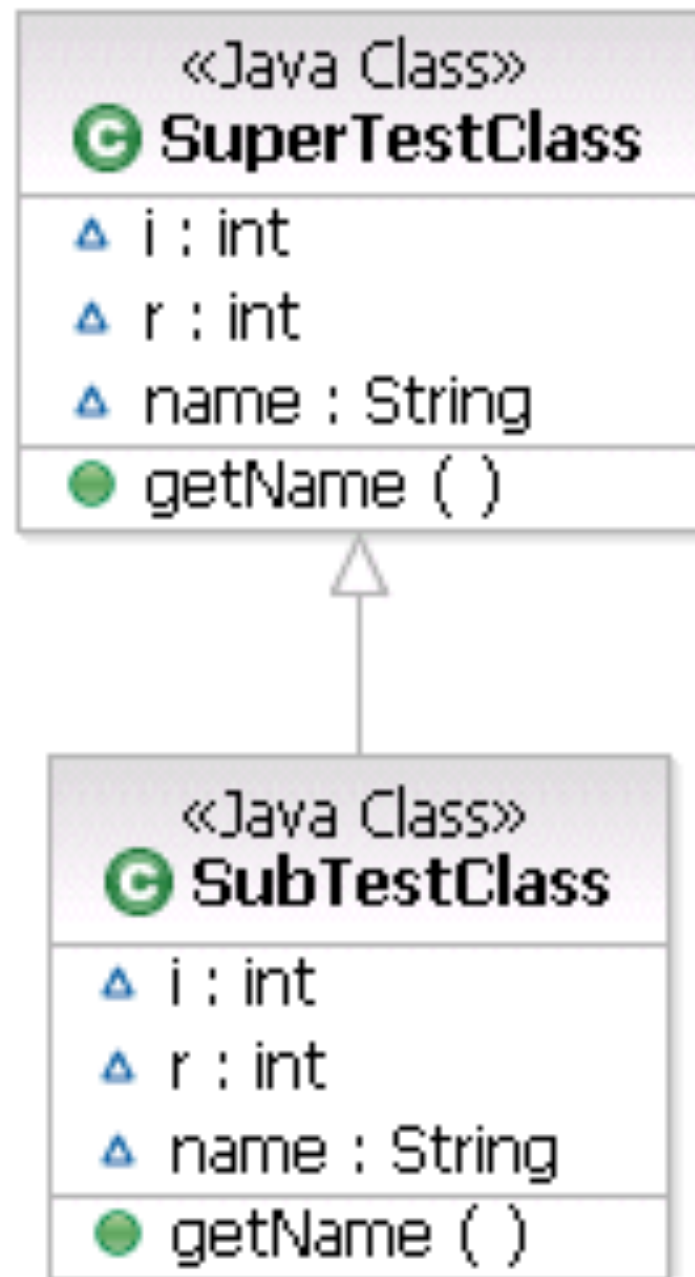 «Java Class»
C SuperTestClass
i : int
r : int
name : String
getName ( )
«Java Class»
C SubTestClass
i : int
r : int
name : String
getName ( )